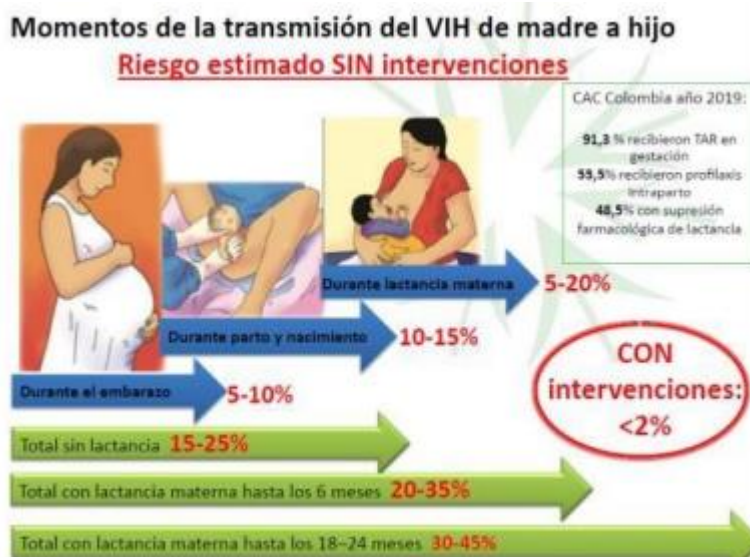 Momentos de la transmisión del VIH de madre a hijo
Riesgo estimado SIN intervenciones
CAC Colombia año 2019:
91,3 % recibieron TAR en
gestación
53,5% recibieron profilaxis
Intraparto
48,5% con supresión
farmacológica de lactancia
Durante lactancia materna 5-20%
Durante parto y nacimiento 10-15%
Durante el embarazo 5-10%
CON
intervenciones:
<2%
Total sin lactancia 15-25%
Total con lactancia materna hasta los 6 meses 20-35%
Total con lactancia materna hasta los 18–24 meses 30-45%